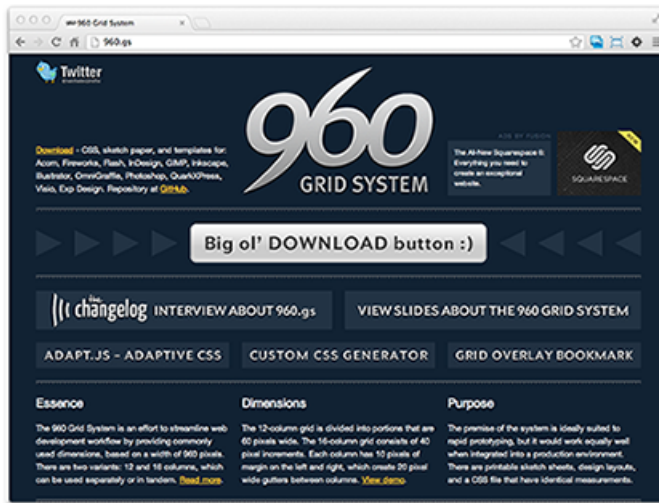 960 Grid System
960.gs
Twitter
960
GRID SYSTEM
Download - CSS, sketch paper, and templates for:
Acorn, Fireworks, Flash, InDesign, GIMP, Inkscape,
Illustrator, OmniGraffle, Photoshop, QuarkXPress,
Visio, Exp Design. Repository at GitHub.
ADS BY FUSION
The All-New Squarespace 6:
Everything you need to
create an exceptional
website.
NEW
SQUARESPACE
Big ol' DOWNLOAD button :)
the
changelog INTERVIEW ABOUT 960.gs
VIEW SLIDES ABOUT THE 960 GRID SYSTEM
ADAPT.JS - ADAPTIVE CSS
CUSTOM CSS GENERATOR
GRID OVERLAY BOOKMARK
Essence
The 960 Grid System is an effort to streamline web
development workflow by providing commonly
used dimensions, based on a width of 960 pixels.
There are two variants: 12 and 16 columns, which
can be used separately or in tandem. Read more.
Dimensions
The 12-column grid is divided into portions that are
60 pixels wide. The 16-column grid consists of 40
pixel increments. Each column has 10 pixels of
margin on the left and right, which create 20 pixel
wide gutters between columns. View demo.
Purpose
The premise of the system is ideally suited to
rapid prototyping, but it would work equally well
when integrated into a production environment.
There are printable sketch sheets, design layouts,
and a CSS file that have identical measurements.